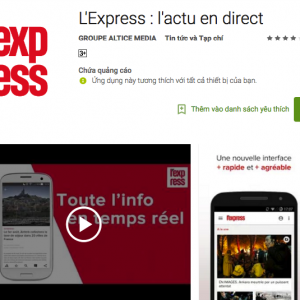 L'Express : l'actu en direct
GROUPE ALTICE MEDIA Tin tức và Tạp chí
3+
Chứa quảng cáo
Ứng dụng này tương thích với tất cả thiết bị của bạn.
Thêm vào danh sách yêu thích
l'exp
ress
l'exp
ress
Toute l'info
en temps réel
Une nouvelle interface
+ rapide et + agréable
l'express